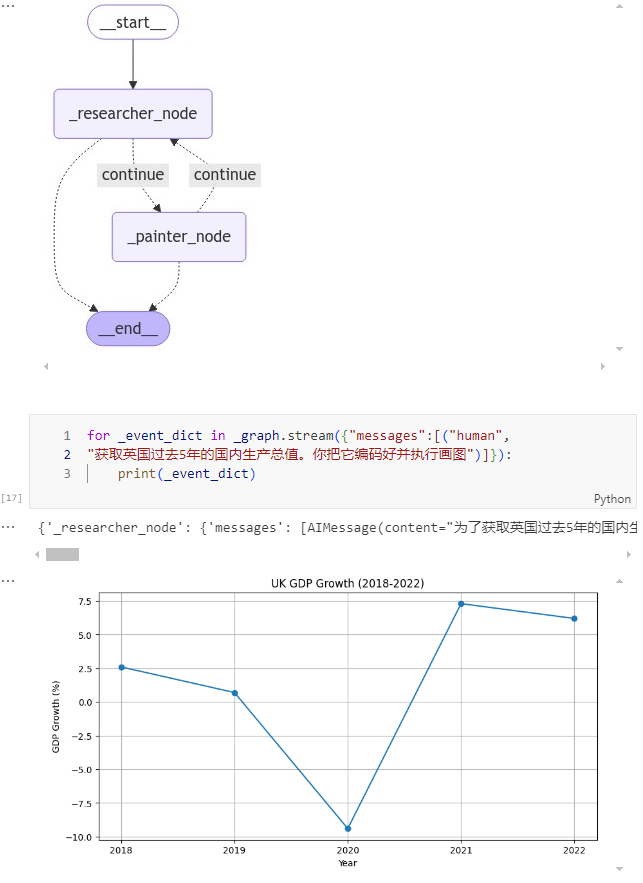 __start__
_researcher_node
continue
continue
_painter_node
__end__
1 for _event_dict in _graph.stream({"messages":[("human",
2 "获取英国过去5年的国内生产总值。你把它编码好并执行画图")]}):
3 print(_event_dict)
[17]
Python
{'_researcher_node': {'messages': [AIMessage(content="为了获取英国过去5年的国内生
UK GDP Growth (2018-2022)
7.5
5.0
2.5
0.0
−2.5
−5.0
−7.5
−10.0
GDP Growth (%)
2018 2019 2020 2021 2022
Year